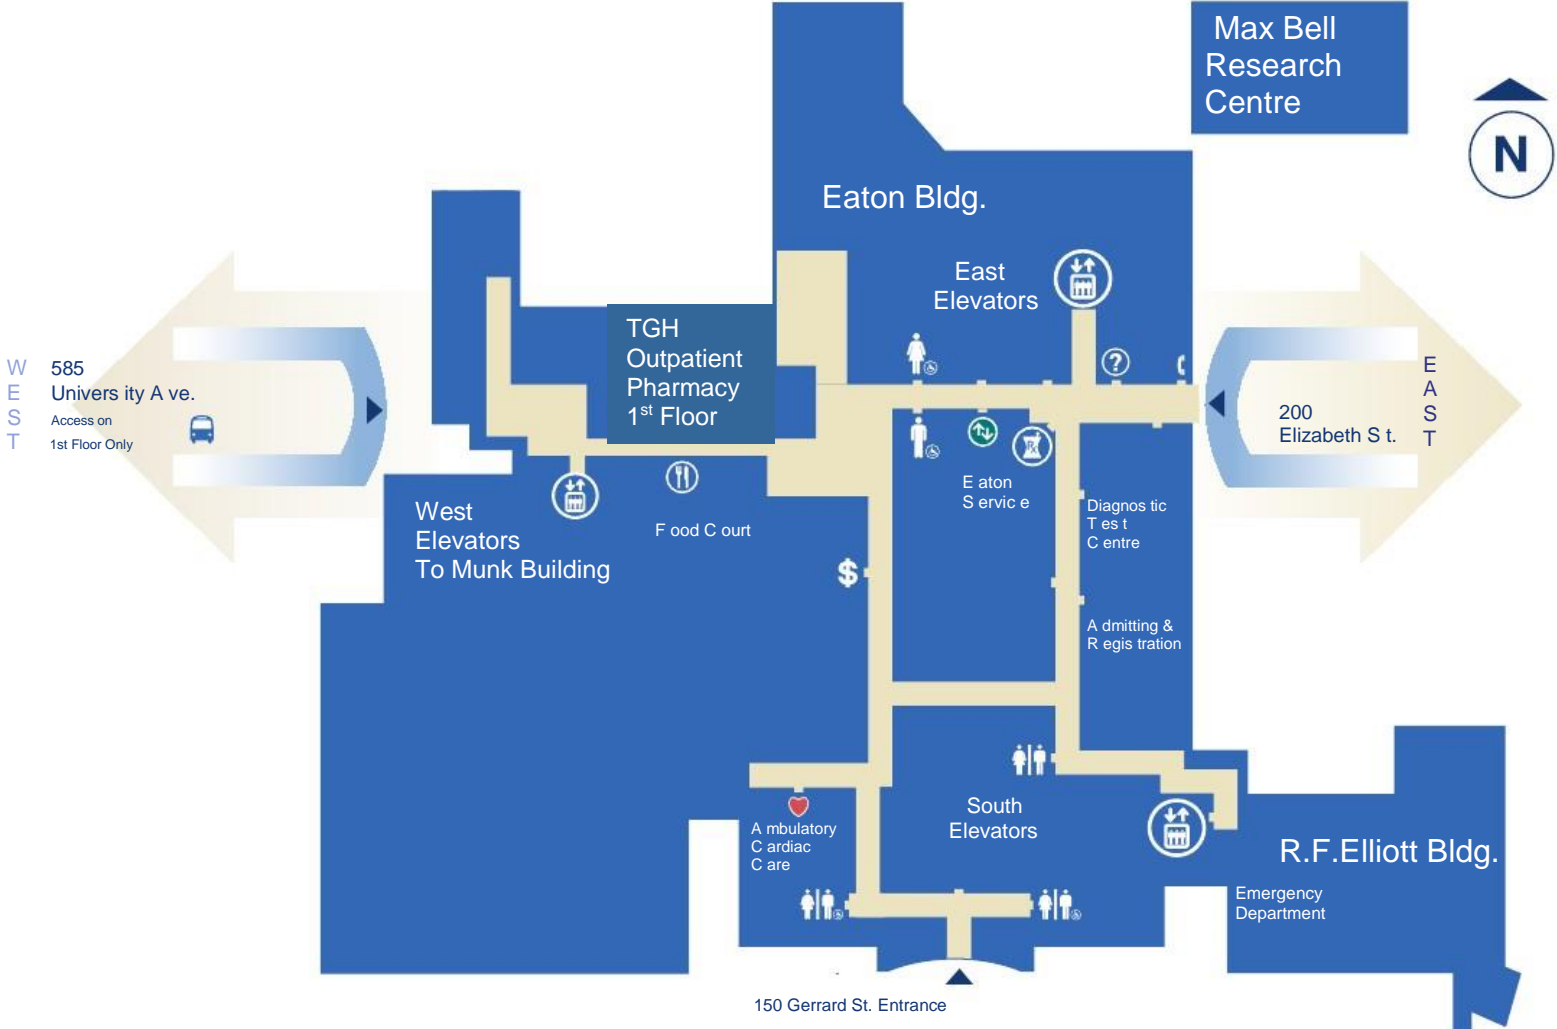 Max Bell
Research
Centre
N
Eaton Bldg.
East
Elevators
TGH
Outpatient
Pharmacy
1st Floor
W
E
S
T
585
Univers ity A ve.
Access on
1st Floor Only
?
E
A
S
T
200
Elizabeth S t.
Rx
E aton
S ervic e
Diagnos tic
T es t
C entre
West
Elevators
To Munk Building
F ood C ourt
$
A dmitting &
R egis tration
South
Elevators
A mbulatory
C ardiac
C are
R.F.Elliott Bldg.
Emergency
Department
150 Gerrard St. Entrance